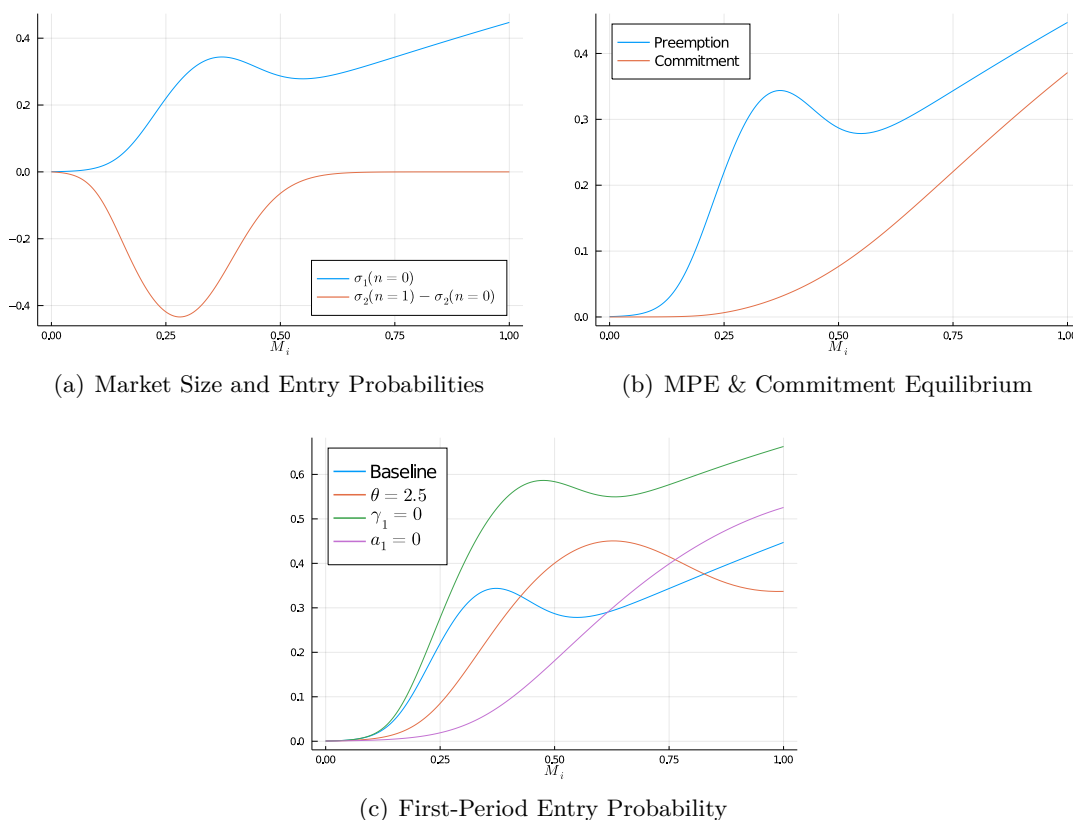 0.4
0.2
0.0
−0.2
−0.4
σ₁(n = 0)
σ₂(n = 1) − σ₂(n = 0)
0.00 0.25 0.50 0.75 1.00
Mᵢ
(a) Market Size and Entry Probabilities
Preemption
Commitment
0.4
0.3
0.2
0.1
0.0
0.00 0.25 0.50 0.75 1.00
Mᵢ
(b) MPE & Commitment Equilibrium
Baseline
θ = 2.5
γ₁ = 0
a₁ = 0
0.6
0.5
0.4
0.3
0.2
0.1
0.0
0.00 0.25 0.50 0.75 1.00
Mᵢ
(c) First-Period Entry Probability